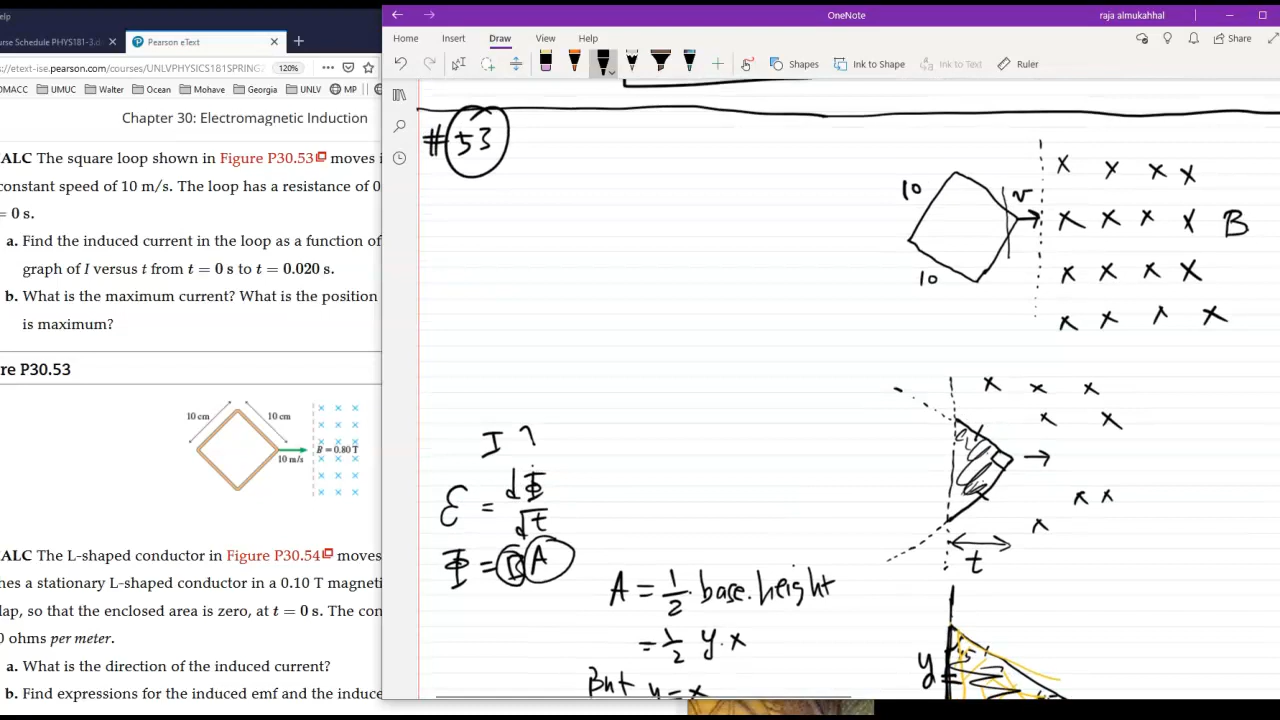 elp
OneNote
raja almukahhal
urse Schedule PHYS181-3.d
Pearson eText
s://etext-ise.pearson.com/courses/UNLVPHYSICS181SPRING
120%
OMACC
UMUC
Walter
Ocean
Mohave
Georgia
UNLV
MP
Home
Insert
Draw
View
Help
Share
Shapes
Ink to Shape
Ink to Text
Ruler
Chapter 30: Electromagnetic Induction
ALC The square loop shown in Figure P30.53 moves i
constant speed of 10 m/s. The loop has a resistance of 0
= 0 s.
a. Find the induced current in the loop as a function of
graph of I versus t from t = 0 s to t = 0.020 s.
b. What is the maximum current? What is the position
is maximum?
re P30.53
10 cm
10 cm
10 m/s
B = 0.80 T
ALC The L-shaped conductor in Figure P30.54 moves
hes a stationary L-shaped conductor in a 0.10 T magneti
lap, so that the enclosed area is zero, at t = 0 s. The con
0 ohms per meter.
a. What is the direction of the induced current?
b. Find expressions for the induced emf and the induce
#53
10
10
v
x x x x
x x x x B
x x x x
x x x x
I ?
ℰ = dΦ/dt
Φ = BA
A = 1/2 . base . height
= 1/2 y . x
But y = x
x x x
x x
x x
x
t
y
45